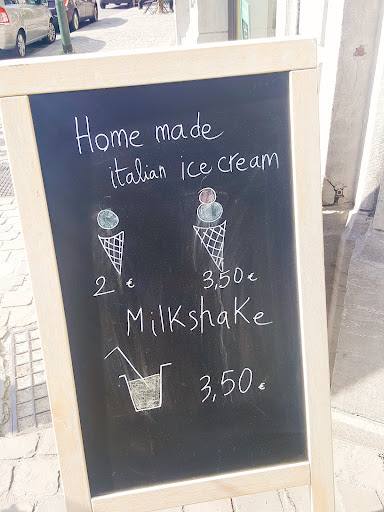 Home made
italian ice cream
2 € 3,50 €
Milkshake
3,50 €